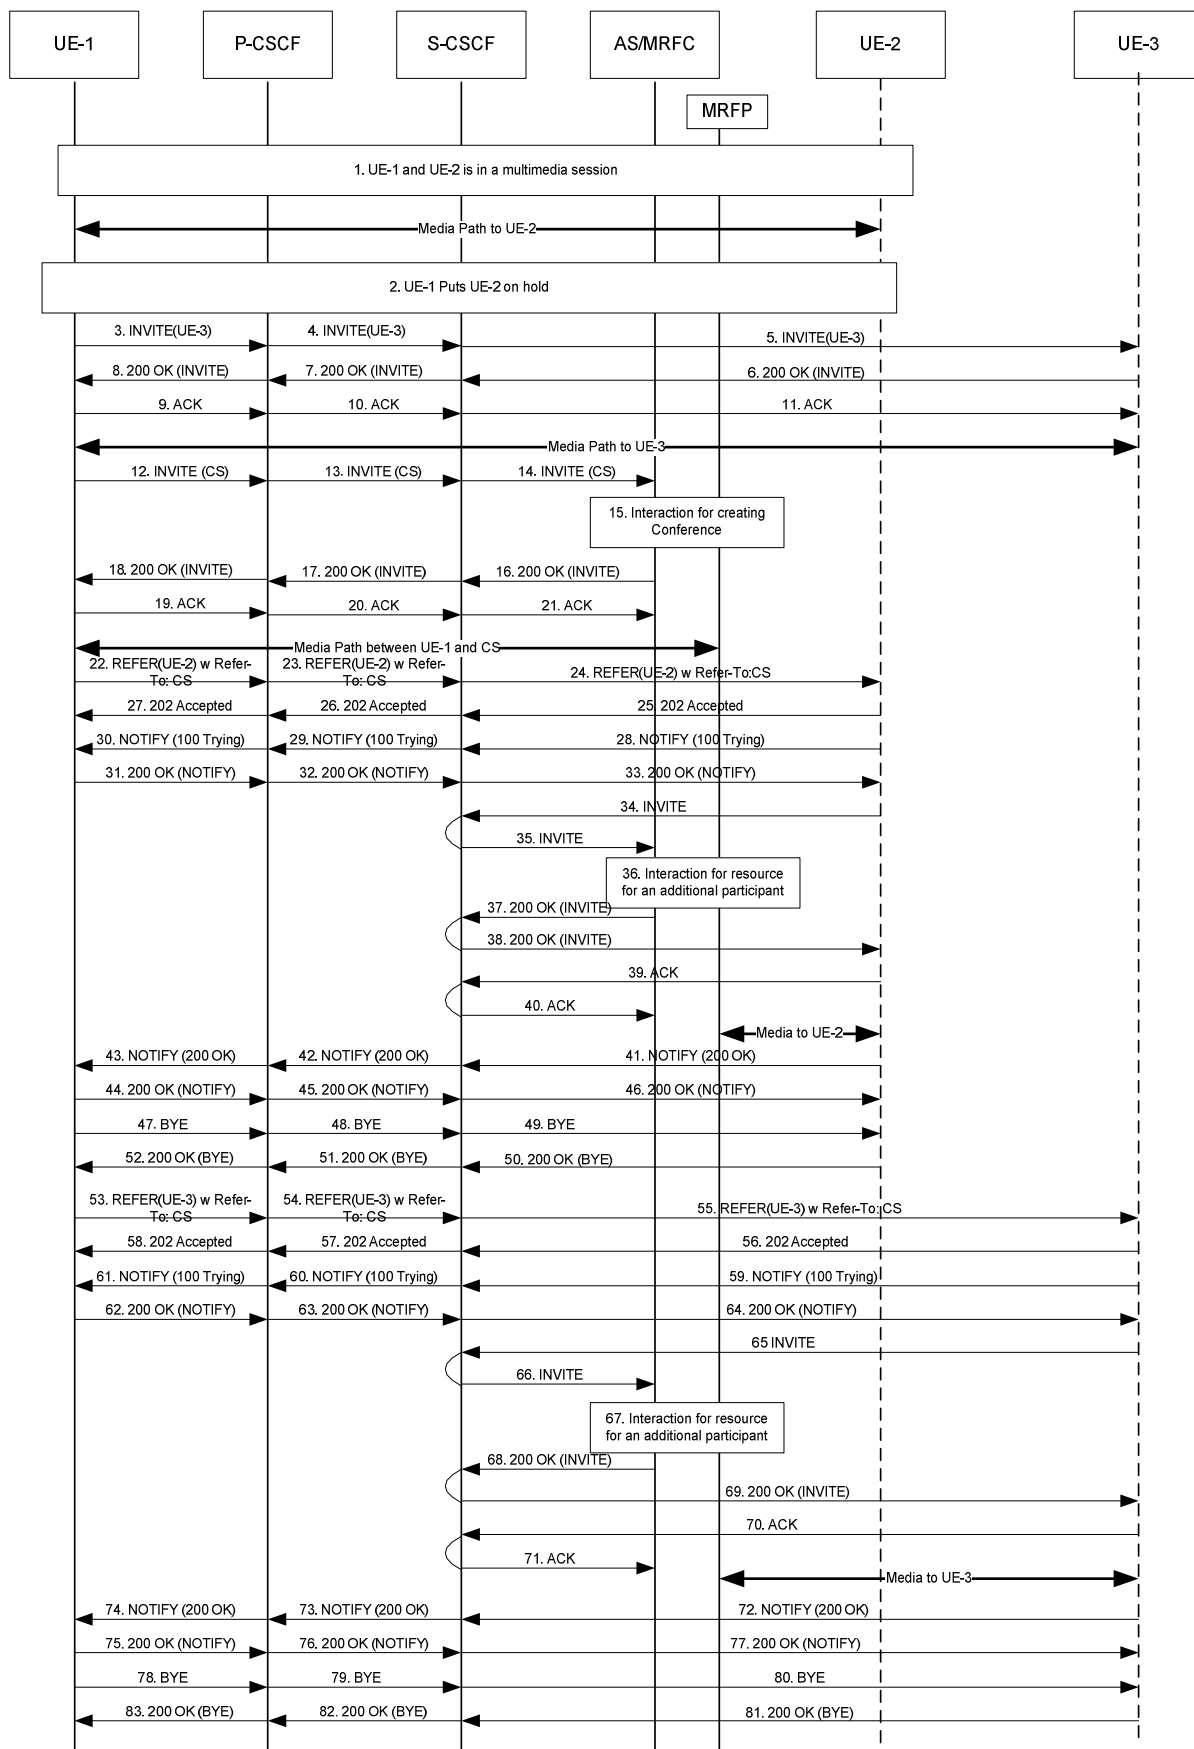 UE-1
P-CSCF
S-CSCF
AS/MRFC
UE-2
UE-3
MRFP
1. UE-1 and UE-2 is in a multimedia session
Media Path to UE-2
2. UE-1 Puts UE-2 on hold
3. INVITE(UE-3)
4. INVITE(UE-3)
5. INVITE(UE-3)
8. 200 OK (INVITE)
7. 200 OK (INVITE)
6. 200 OK (INVITE)
9. ACK
10. ACK
11. ACK
Media Path to UE-3
12. INVITE (CS)
13. INVITE (CS)
14. INVITE (CS)
15. Interaction for creating
Conference
18. 200 OK (INVITE)
17. 200 OK (INVITE)
16. 200 OK (INVITE)
19. ACK
20. ACK
21. ACK
Media Path between UE-1 and CS
22. REFER(UE-2) w Refer-
To: CS
23. REFER(UE-2) w Refer-
To: CS
24. REFER(UE-2) w Refer-To:CS
27. 202 Accepted
26. 202 Accepted
25. 202 Accepted
30. NOTIFY (100 Trying)
29. NOTIFY (100 Trying)
28. NOTIFY (100 Trying)
31. 200 OK (NOTIFY)
32. 200 OK (NOTIFY)
33. 200 OK (NOTIFY)
34. INVITE
35. INVITE
36. Interaction for resource
for an additional participant
37. 200 OK (INVITE)
38. 200 OK (INVITE)
39. ACK
40. ACK
Media to UE-2
43. NOTIFY (200 OK)
42. NOTIFY (200 OK)
41. NOTIFY (200 OK)
44. 200 OK (NOTIFY)
45. 200 OK (NOTIFY)
46. 200 OK (NOTIFY)
47. BYE
48. BYE
49. BYE
52. 200 OK (BYE)
51. 200 OK (BYE)
50. 200 OK (BYE)
53. REFER(UE-3) w Refer-
To: CS
54. REFER(UE-3) w Refer-
To: CS
55. REFER(UE-3) w Refer-To: CS
58. 202 Accepted
57. 202 Accepted
56. 202 Accepted
61. NOTIFY (100 Trying)
60. NOTIFY (100 Trying)
59. NOTIFY (100 Trying)
62. 200 OK (NOTIFY)
63. 200 OK (NOTIFY)
64. 200 OK (NOTIFY)
65 INVITE
66. INVITE
67. Interaction for resource
for an additional participant
68. 200 OK (INVITE)
69. 200 OK (INVITE)
70. ACK
71. ACK
Media to UE-3
74. NOTIFY (200 OK)
73. NOTIFY (200 OK)
72. NOTIFY (200 OK)
75. 200 OK (NOTIFY)
76. 200 OK (NOTIFY)
77. 200 OK (NOTIFY)
78. BYE
79. BYE
80. BYE
83. 200 OK (BYE)
82. 200 OK (BYE)
81. 200 OK (BYE)